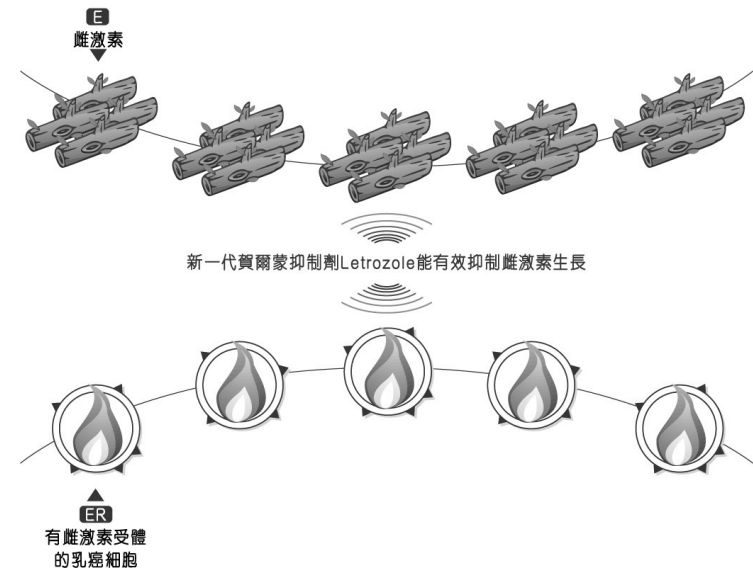 E
雌激素
新一代賀爾蒙抑制劑Letrozole能有效抑制雌激素生長
ER
有雌激素受體
的乳癌細胞